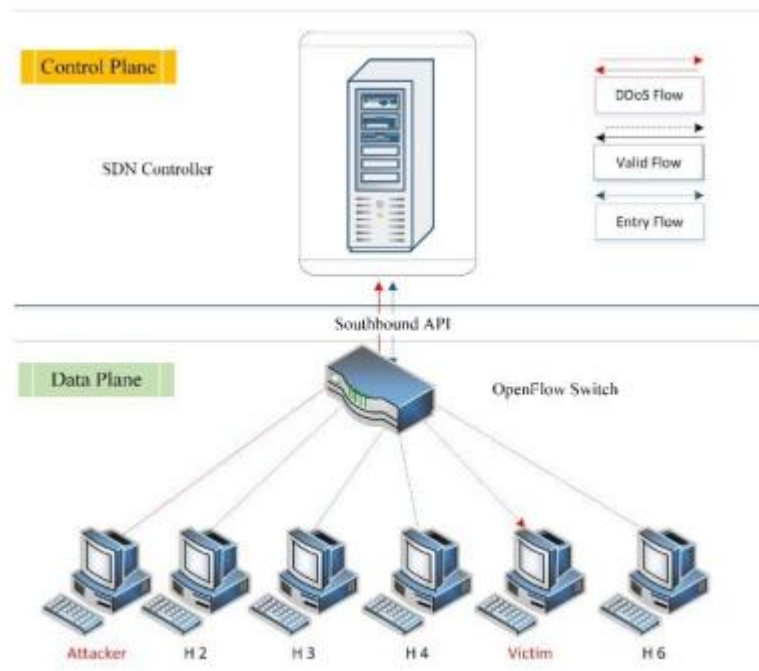 Control Plane
DDoS Flow
SDN Controller
Valid Flow
Entry Flow
Southbound API
Data Plane
OpenFlow Switch
Attacker
H 2
H 3
H 4
Victim
H 6